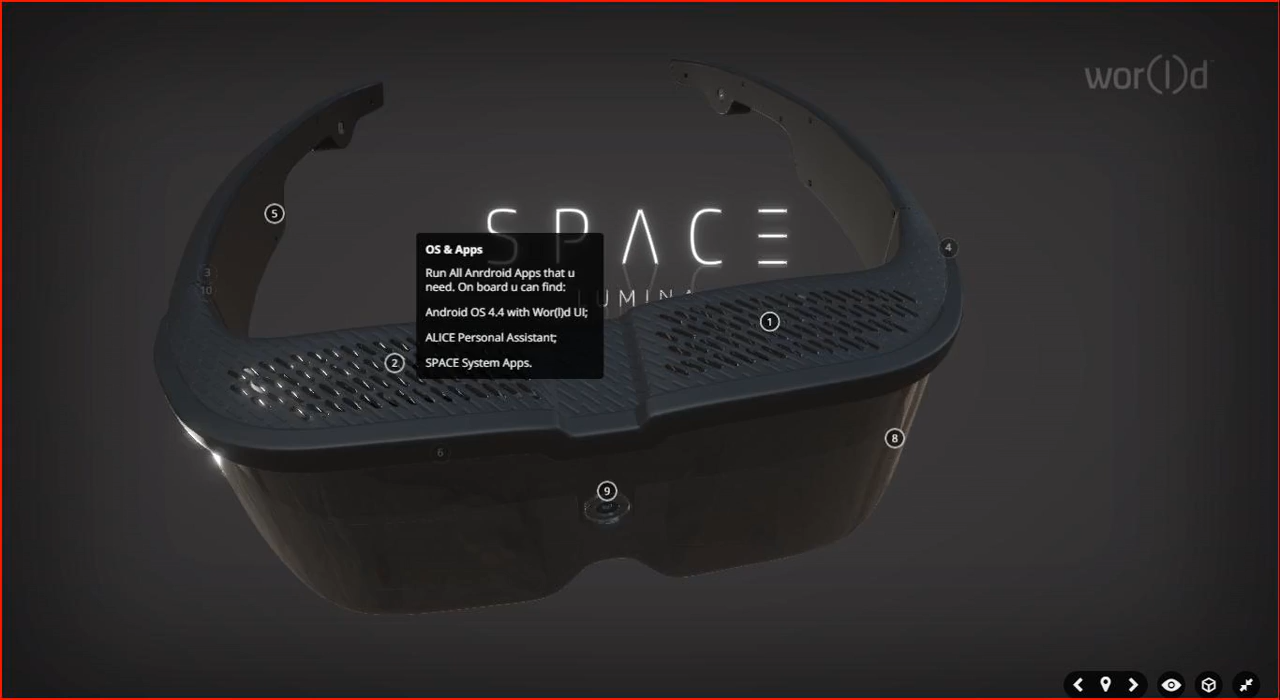 wor(l)d
SPACE
LUMINA
OS & Apps
Run All Anrdroid Apps that u
need. On board u can find:
Android OS 4.4 with Wor(l)d UI;
ALICE Personal Assistant;
SPACE System Apps.
5
4
3
10
1
2
6
8
9